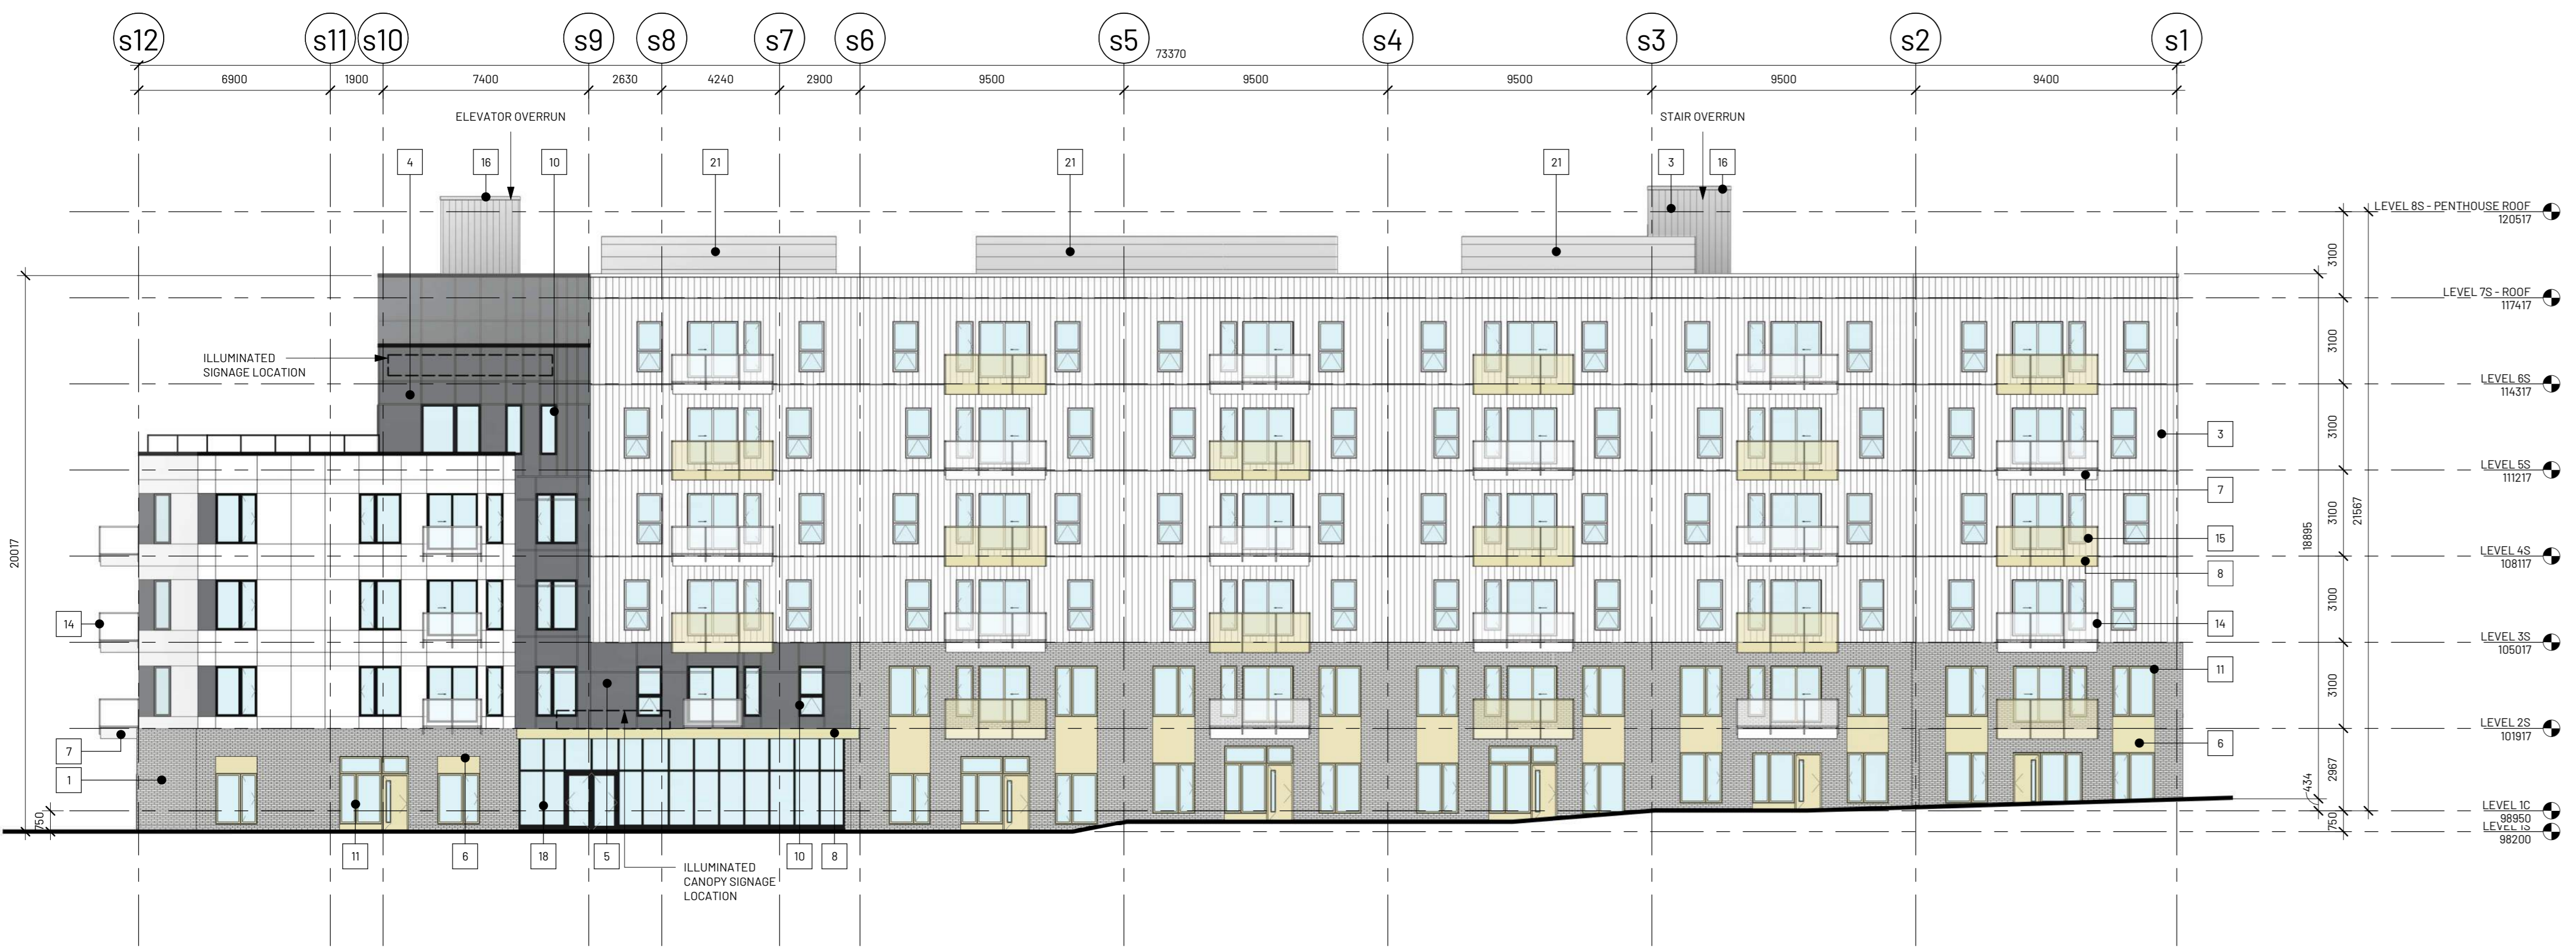 s12
s11
s10
s9
s8
s7
s6
s5
s4
s3
s2
s1
73370
6900
1900
7400
2630
4240
2900
9500
9500
9500
9500
9400
ELEVATOR OVERRUN
STAIR OVERRUN
4
16
10
21
21
21
3
16
LEVEL 8S - PENTHOUSE ROOF
120517
3100
LEVEL 7S - ROOF
117417
3100
ILLUMINATED
SIGNAGE LOCATION
LEVEL 6S
114317
3100
3
LEVEL 5S
111217
7
3100
21567
18895
20017
15
LEVEL 4S
108117
8
3100
14
14
LEVEL 3S
105017
11
3100
LEVEL 2S
101917
7
6
1
2967
434
750
LEVEL 1C
98950
750
LEVEL 1S
98200
11
6
18
5
10
8
ILLUMINATED
CANOPY SIGNAGE
LOCATION